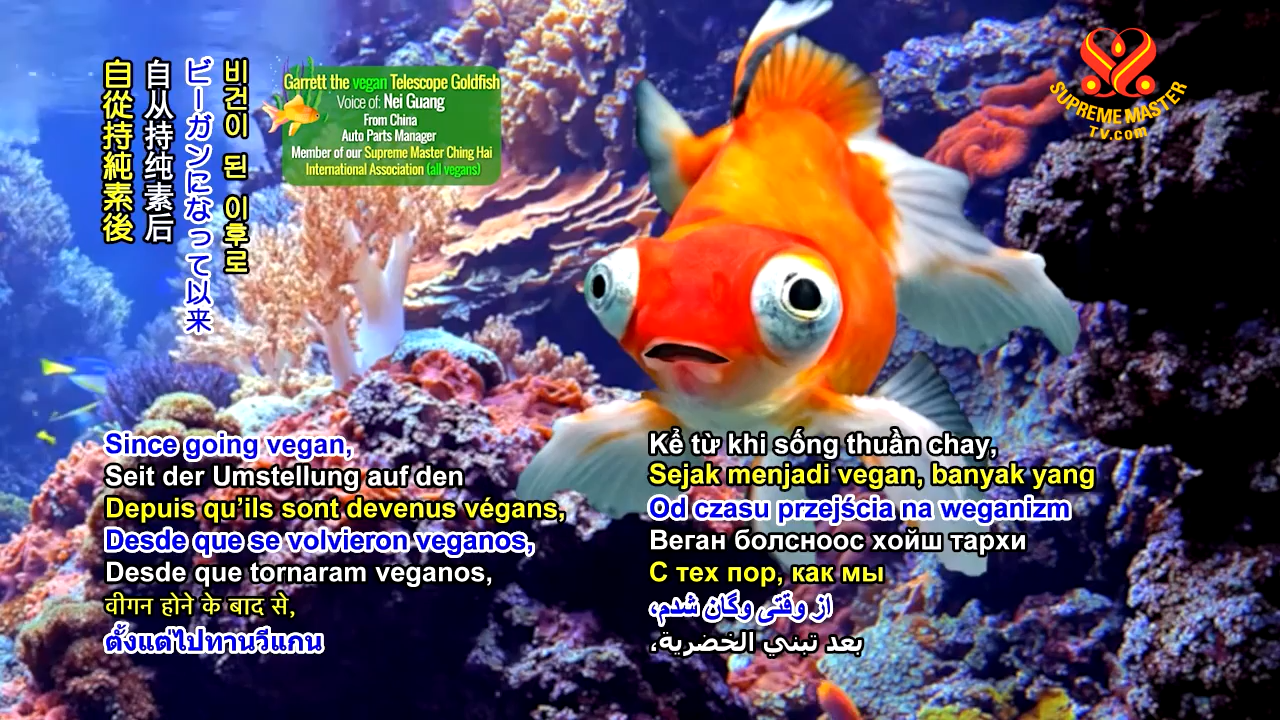 自從持純素後
自从持纯素后
ビーガンになって以来
비건이 된 이후로
Garrett the vegan Telescope Goldfish
Voice of: Nei Guang
From China
Auto Parts Manager
Member of our Supreme Master Ching Hai
International Association (all vegans)
SUPREME MASTER
TV.com
Since going vegan,
Seit der Umstellung auf den
Depuis qu’ils sont devenus végans,
Desde que se volvieron veganos,
Desde que tornaram veganos,
वीगन होने के बाद से,
ตั้งแต่ไปทานวีแกน
Kể từ khi sống thuần chay,
Sejak menjadi vegan, banyak yang
Od czasu przejścia na weganizm
Веган болсноос хойш тархи
С тех пор, как мы
از وقتی وگان شدم،
بعد تبني الخضرية،